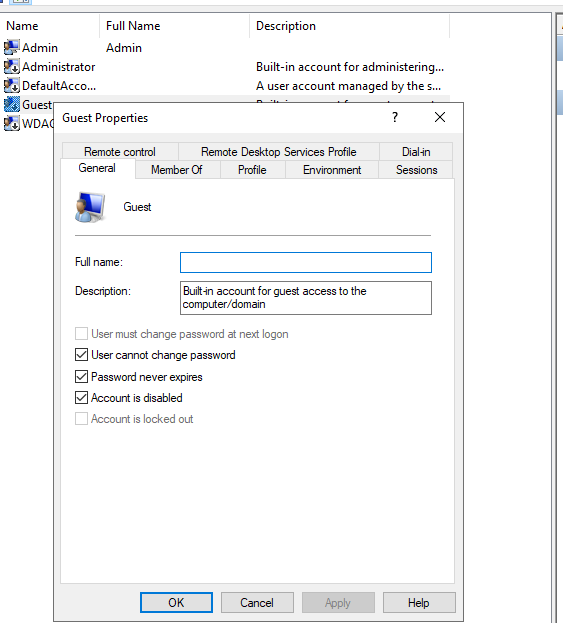 Name Full Name Description
Admin Admin
Administrator Built-in account for administering...
DefaultAcco... A user account managed by the s...
Guest
WDAG
Guest Properties ?
Remote control Remote Desktop Services Profile Dial-in
General Member Of Profile Environment Sessions
Guest
Full name:
Description: Built-in account for guest access to the
computer/domain
User must change password at next logon
User cannot change password
Password never expires
Account is disabled
Account is locked out
OK Cancel Apply Help